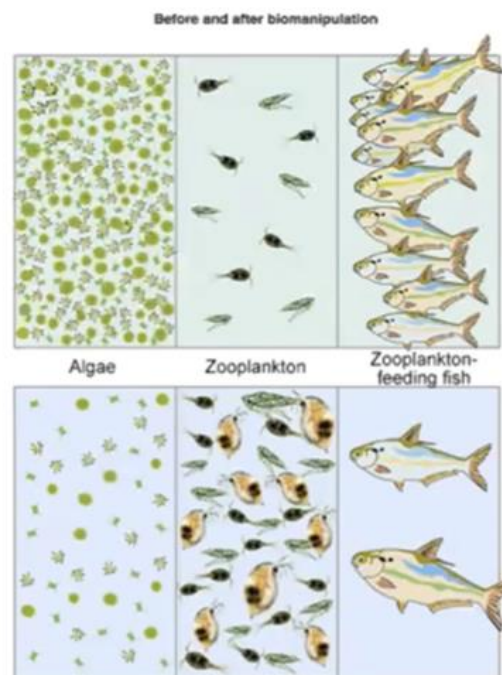 Before and after biomanipulation
Algae
Zooplankton
Zooplankton-
feeding fish